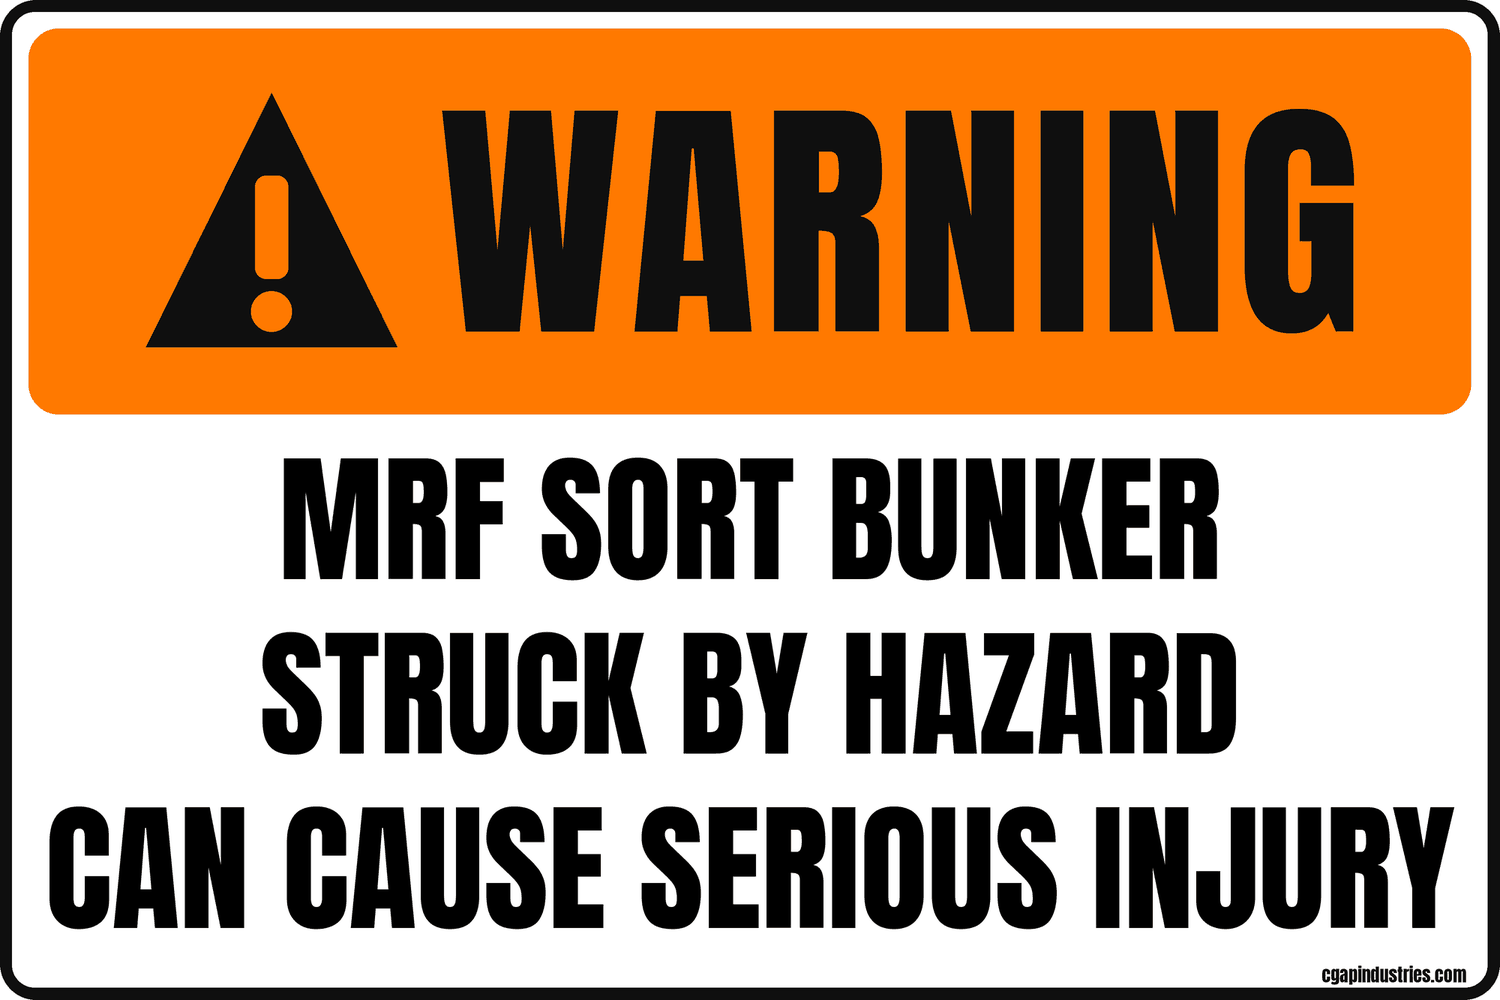 WARNING
MRF SORT BUNKER
STRUCK BY HAZARD
CAN CAUSE SERIOUS INJURY
cgapindustries.com